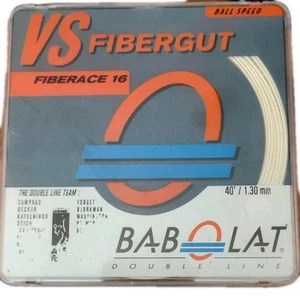 BALL SPEED
VS FIBERGUT
FIBERACE 16
40' / 1.30 mm
THE DOUBLE LINE TEAM :
SAMPRAS FORGET
BECKER BJORKMAN
KAFELNIKOV WASHINGTON
STICH
BABOLAT
DOUBLE LINE